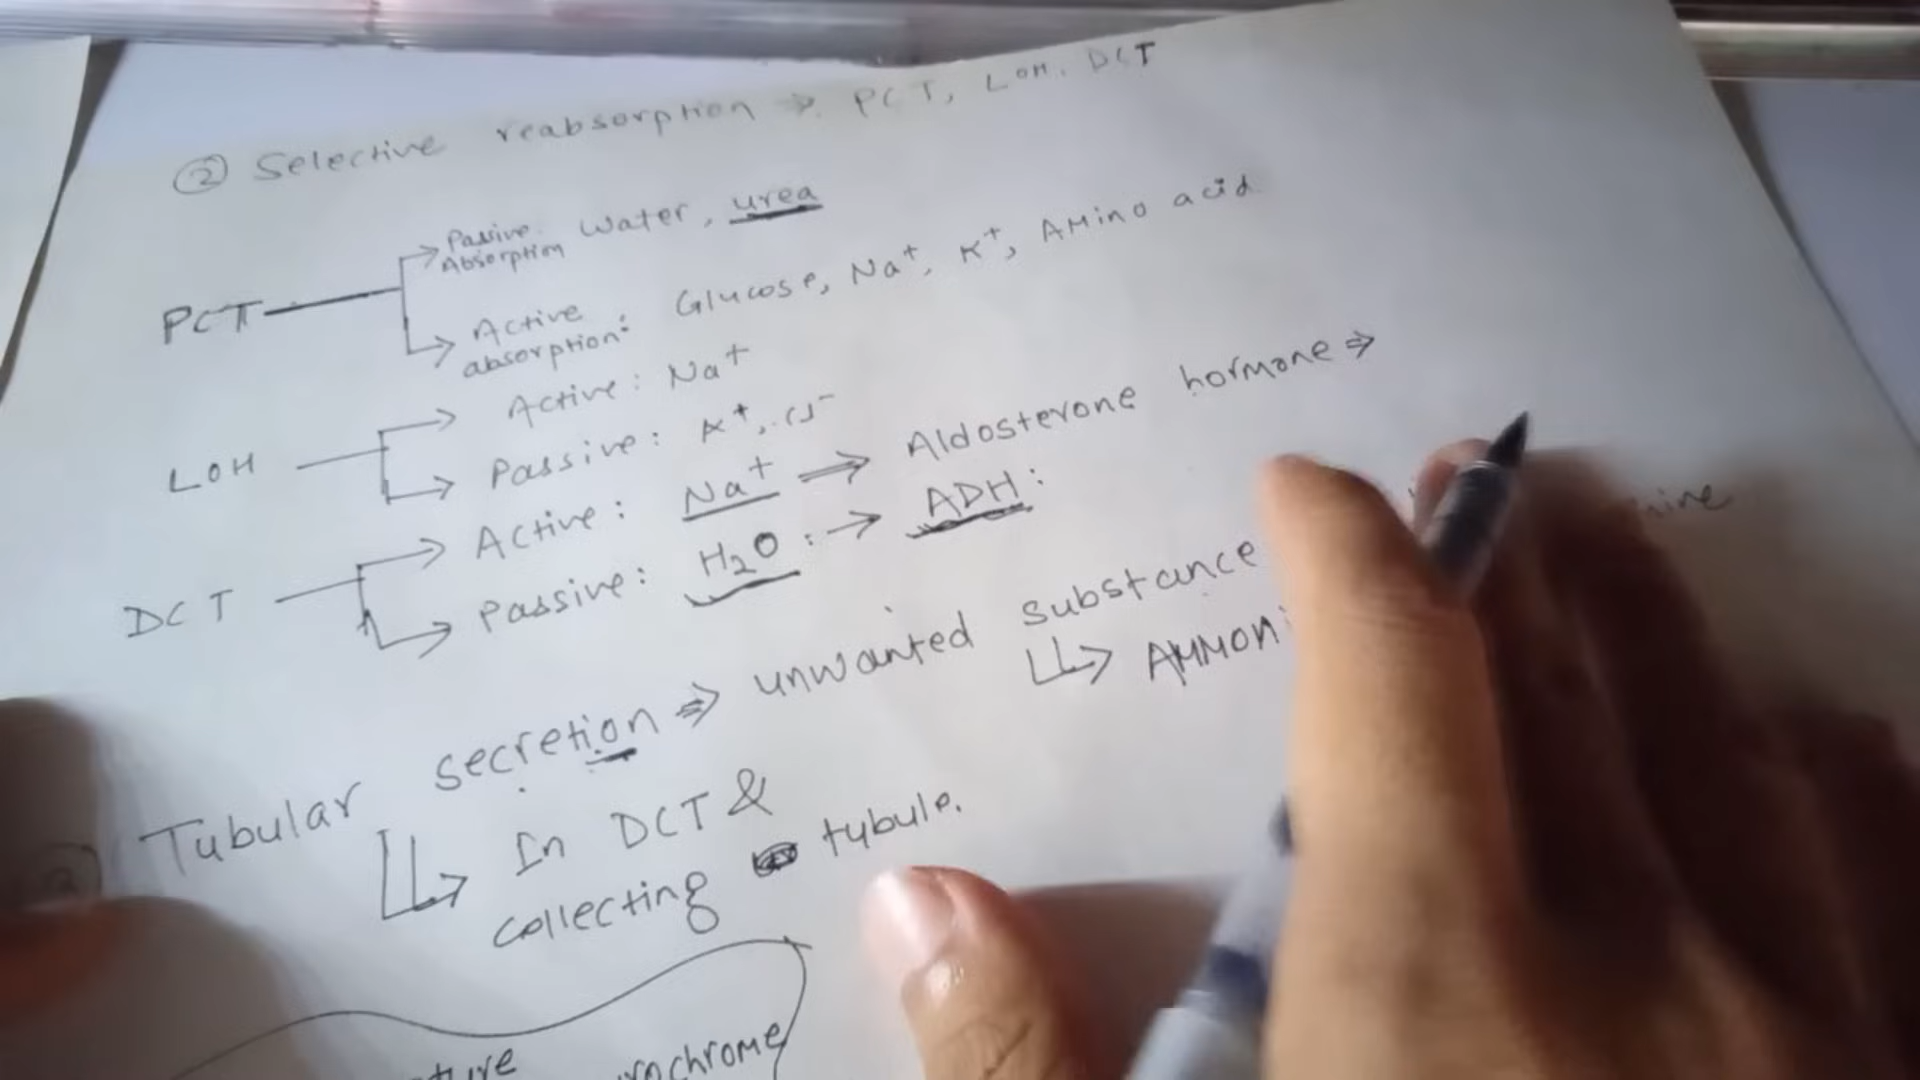 ② Selective reabsorption → PCT, LOH, DCT
Passive Absorption Water, urea
PCT
Active absorption: Glucose, Na+, K+, Amino acid
Active: Na+
LOH
Passive: K+, Cl-
Active: Na+ ⇒ Aldosterone hormone ⇒
DCT
Passive: H2O: → ADH:
Tubular secretion ⇒ unwanted substance
AMMON
In DCT &
collecting tubule.